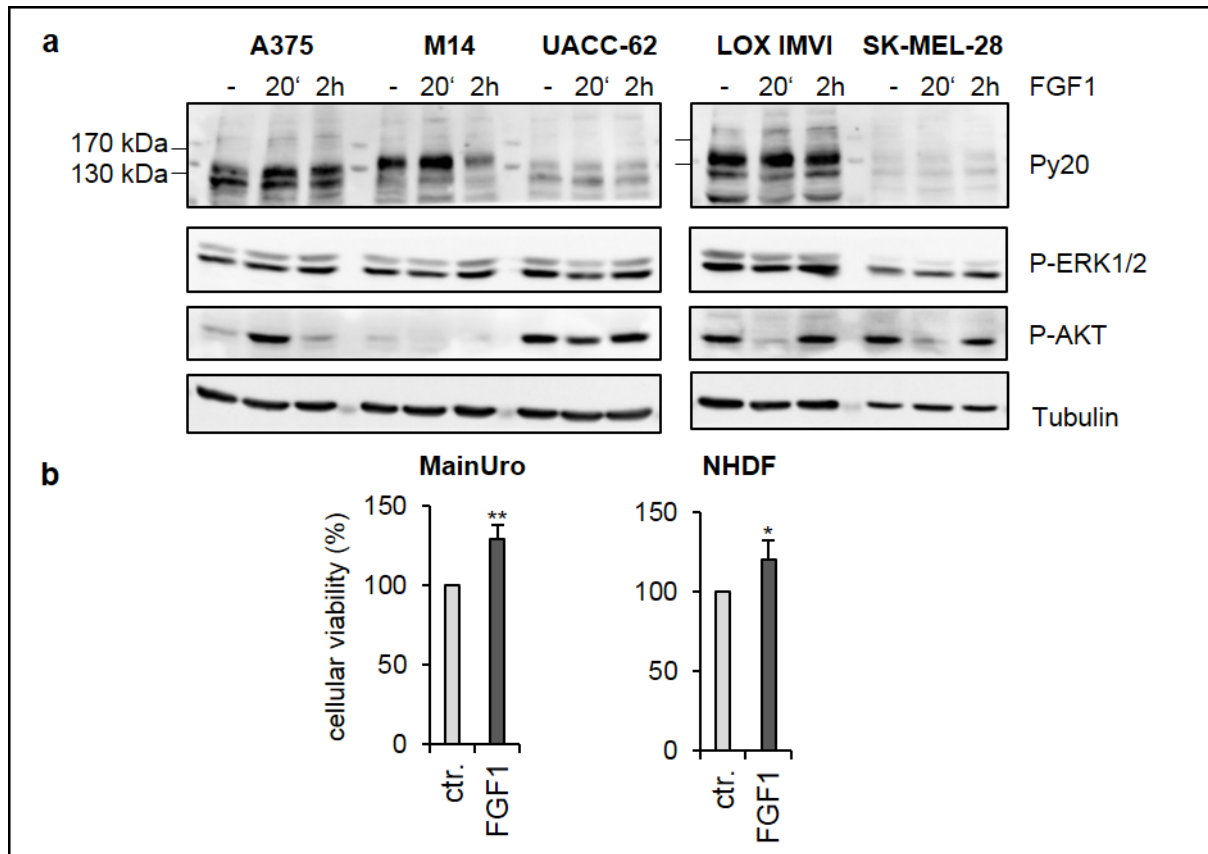 a
A375 M14 UACC-62 LOX IMVI SK-MEL-28
- 20‘ 2h - 20‘ 2h - 20‘ 2h - 20‘ 2h - 20‘ 2h FGF1
170 kDa
130 kDa
Py20
P-ERK1/2
P-AKT
Tubulin
b
MainUro NHDF
cellular viability (%)
150
100
50
0
**
ctr.
FGF1
150
100
50
0
*
ctr.
FGF1